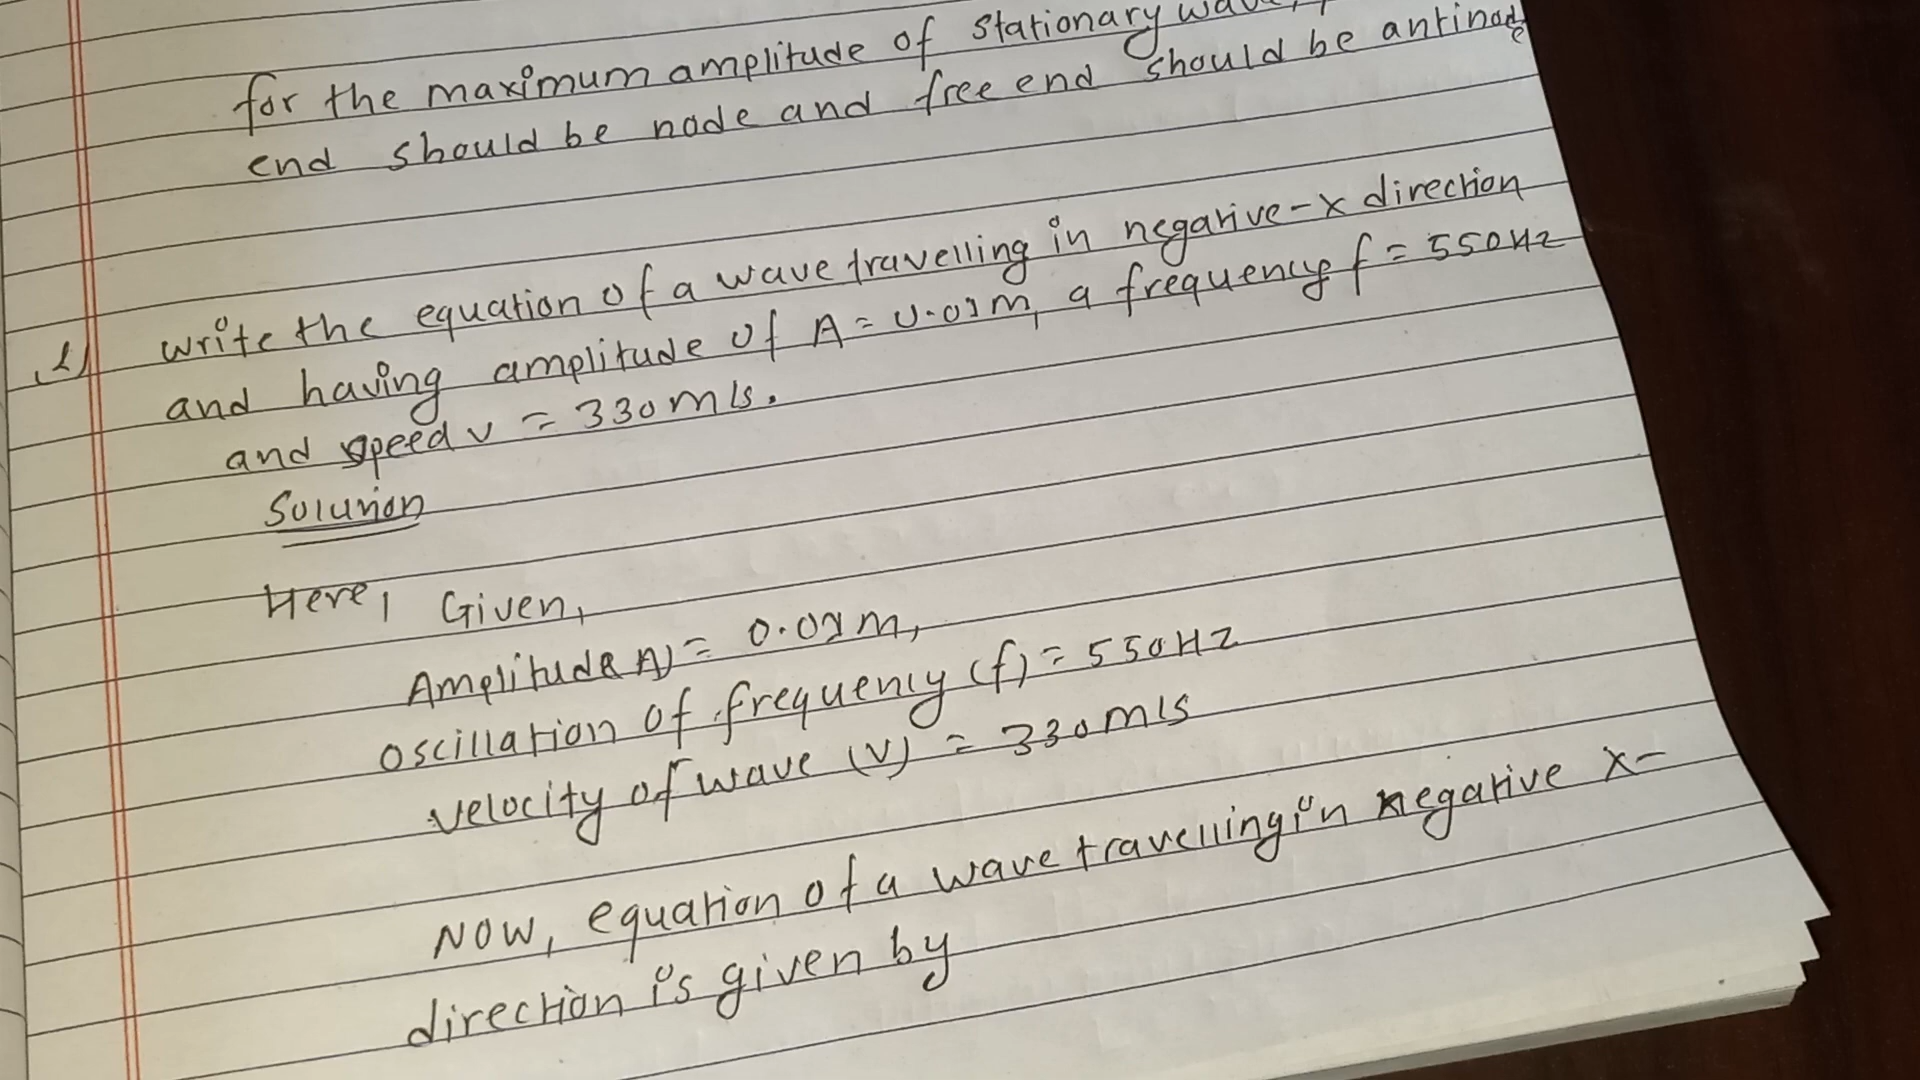 for the maximum amplitude of stationary wave,
end should be node and free end should be antinode
1) write the equation of a wave travelling in negative-x direction
and having amplitude of A = 0.01m, a frequency f = 550Hz
and speed v = 330m/s.
Solution
Here, Given,
Amplitude(A) = m,
oscillation of frequency (f) = 550HZ
velocity of wave (v) = 330m/s
NOW, equation of a wave travelling in negative x-
direction is given by